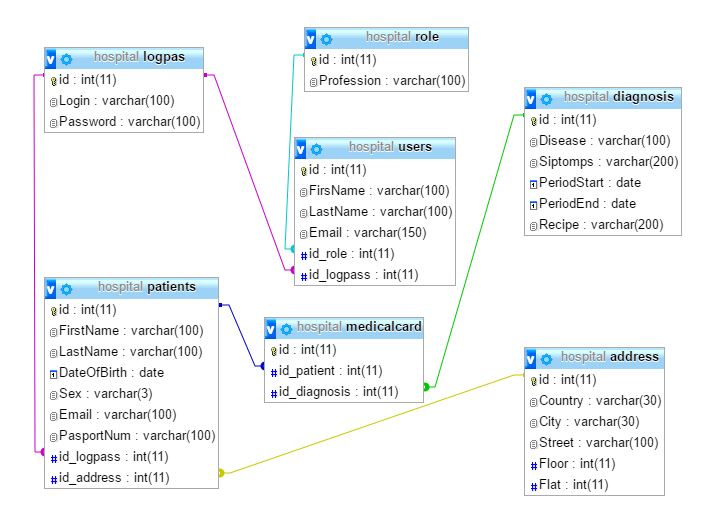 hospital logpas
id : int(11)
Login : varchar(100)
Password : varchar(100)
hospital role
id : int(11)
Profession : varchar(100)
hospital diagnosis
id : int(11)
Disease : varchar(100)
Siptomps : varchar(200)
PeriodStart : date
PeriodEnd : date
Recipe : varchar(200)
hospital users
id : int(11)
FirsName : varchar(100)
LastName : varchar(100)
Email : varchar(150)
id_role : int(11)
id_logpass : int(11)
hospital patients
id : int(11)
FirstName : varchar(100)
LastName : varchar(100)
DateOfBirth : date
Sex : varchar(3)
Email : varchar(100)
PasportNum : varchar(100)
id_logpass : int(11)
id_address : int(11)
hospital medicalcard
id : int(11)
id_patient : int(11)
id_diagnosis : int(11)
hospital address
id : int(11)
Country : varchar(30)
City : varchar(30)
Street : varchar(100)
Floor : int(11)
Flat : int(11)